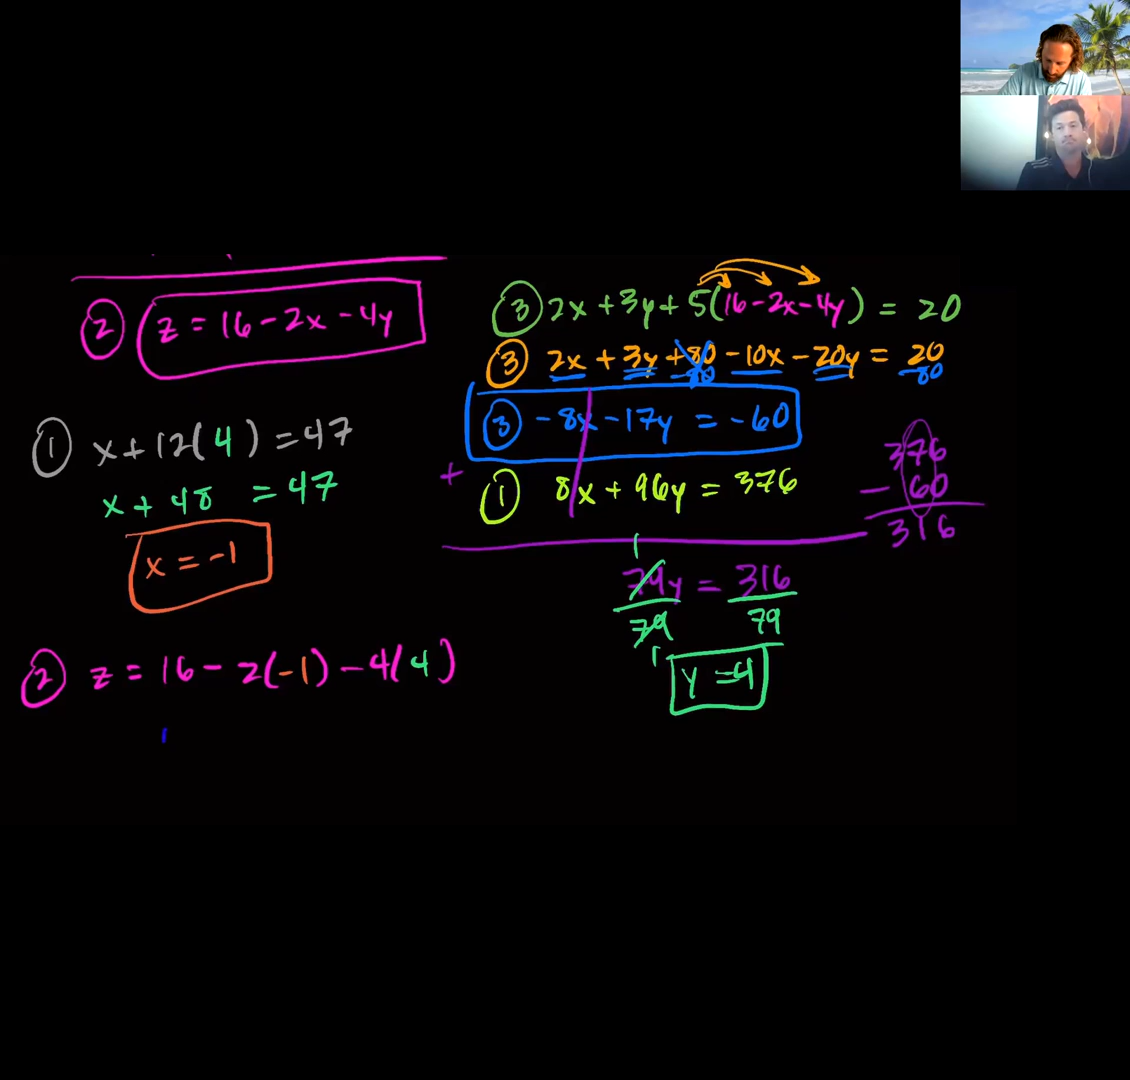 ② z = 16 - 2x - 4y
① x + 12(4) = 47
x + 48 = 47
x = -1
② z = 16 - 2(-1) - 4(4)
③ 2x + 3y + 5(16 - 2x - 4y) = 20
③ 2x + 3y + 80 - 10x - 20y = 20
-80 -80
③ -8x - 17y = -60
+ ① 8x + 96y = 376
1
79y = 316
79 79
1
y = 4
376
- 60
316